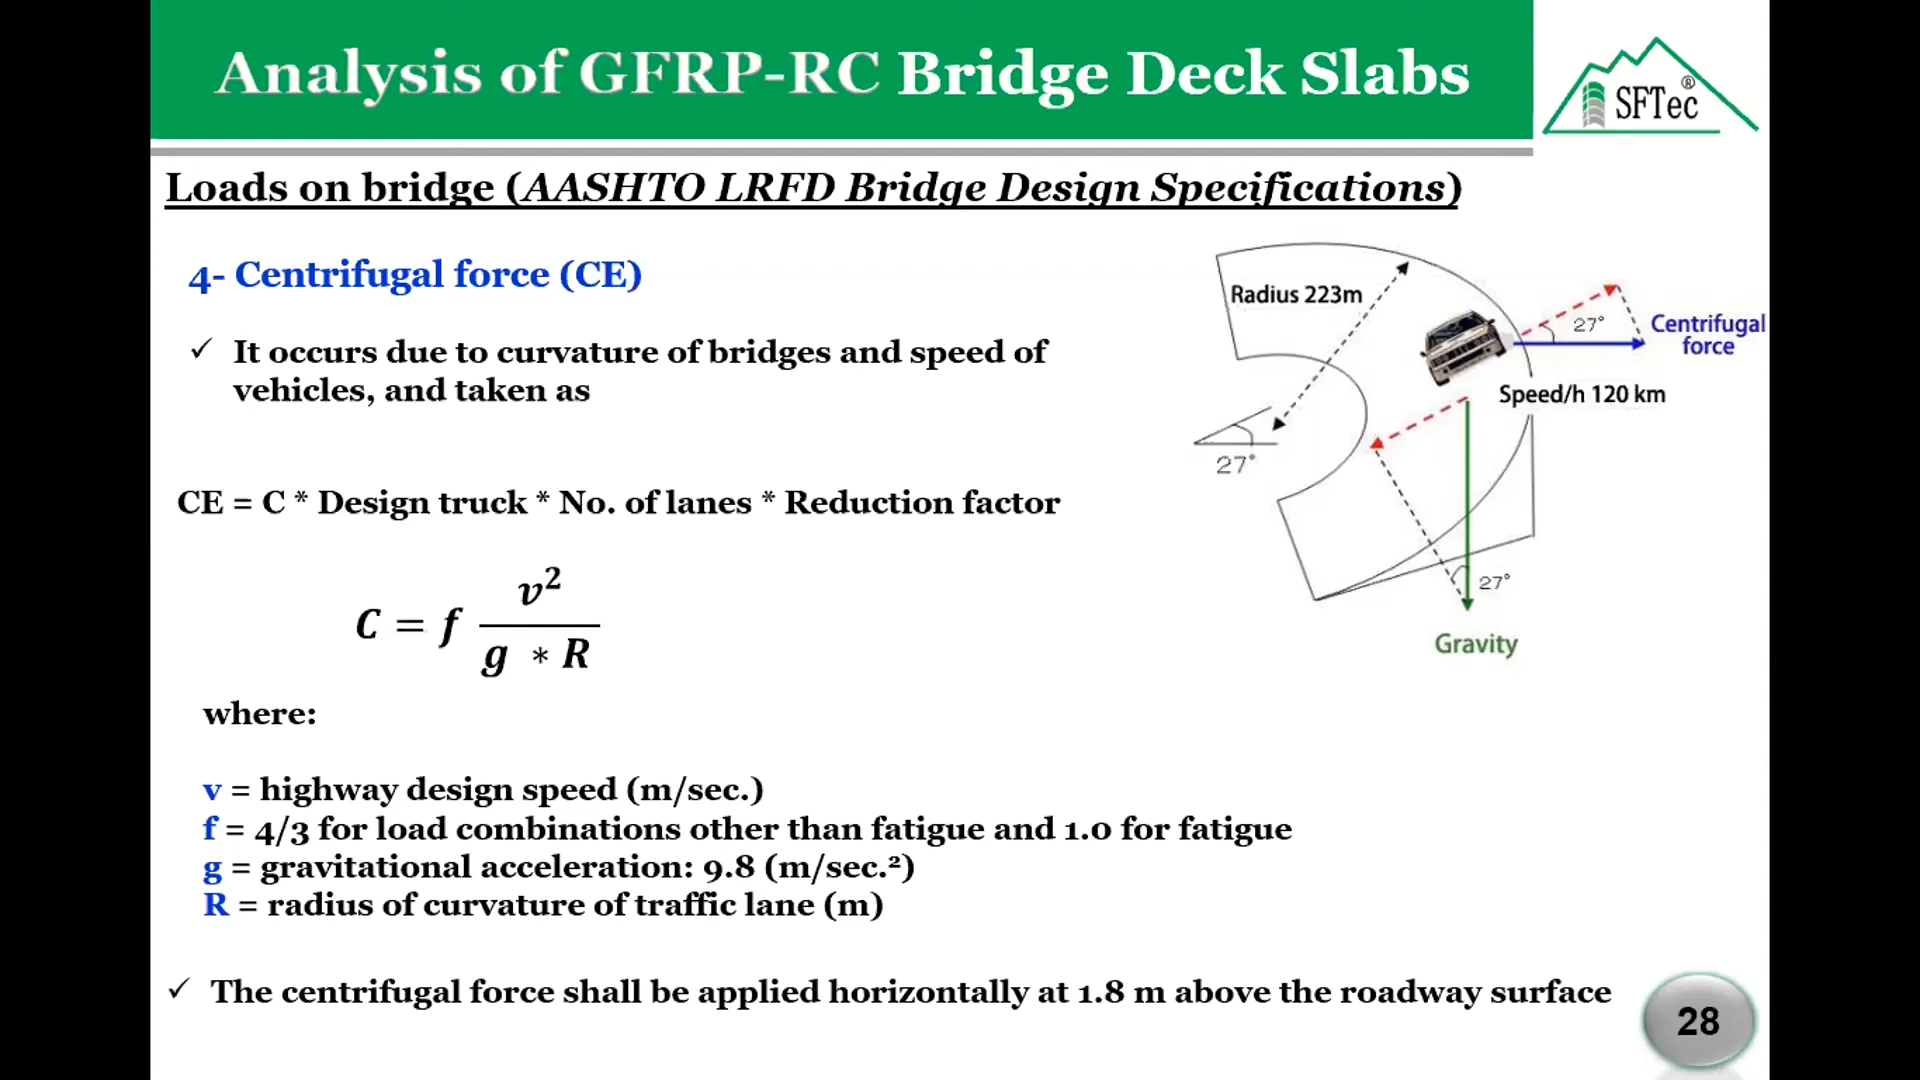 Analysis of GFRP-RC Bridge Deck Slabs
SFTec®
Loads on bridge (AASHTO LRFD Bridge Design Specifications)
4- Centrifugal force (CE)
✓ It occurs due to curvature of bridges and speed of
vehicles, and taken as
CE = C * Design truck * No. of lanes * Reduction factor
C = f v² / g * R
where:
v = highway design speed (m/sec.)
f = 4/3 for load combinations other than fatigue and 1.0 for fatigue
g = gravitational acceleration: 9.8 (m/sec.²)
R = radius of curvature of traffic lane (m)
✓ The centrifugal force shall be applied horizontally at 1.8 m above the roadway surface
Radius 223m
27°
Centrifugal
force
Speed/h 120 km
27°
27°
Gravity
28